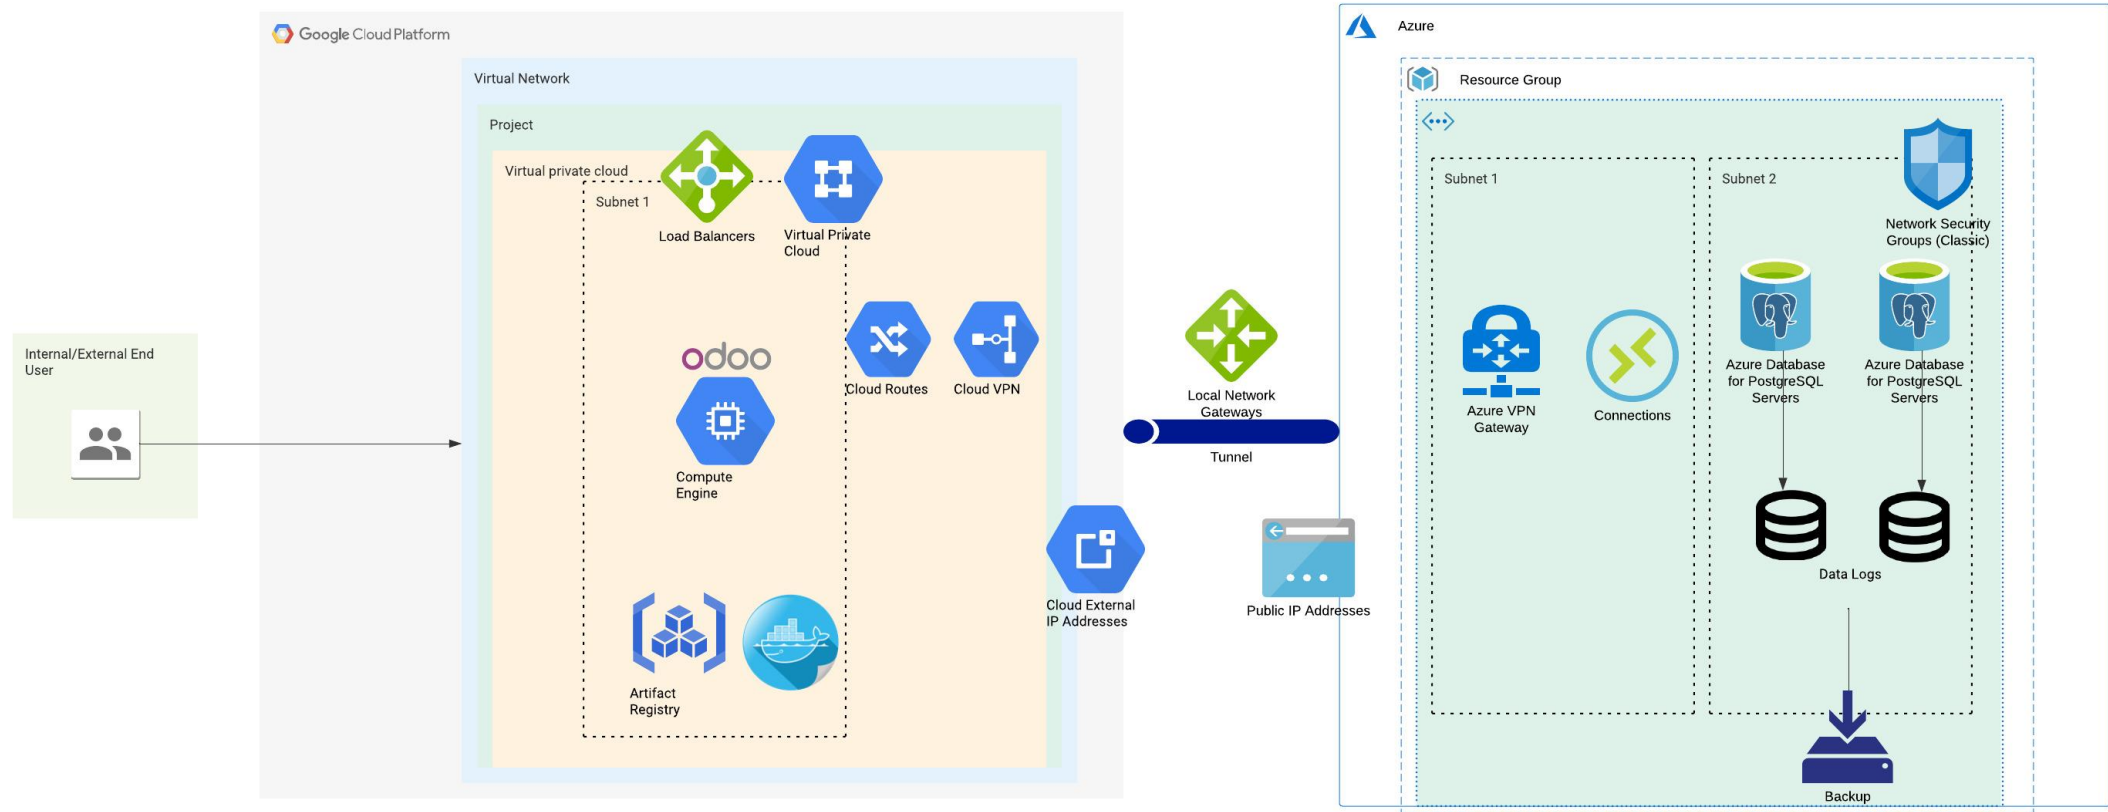 Google Cloud Platform
Virtual Network
Project
Virtual private cloud
Subnet 1
Load Balancers
Virtual Private
Cloud
Internal/External End
User
odoo
Compute
Engine
Cloud Routes
Cloud VPN
Artifact
Registry
Cloud External
IP Addresses
Local Network
Gateways
Tunnel
Public IP Addresses
Azure
Resource Group
Subnet 1
Azure VPN
Gateway
Connections
Subnet 2
Network Security
Groups (Classic)
Azure Database
for PostgreSQL
Servers
Azure Database
for PostgreSQL
Servers
Data Logs
Backup